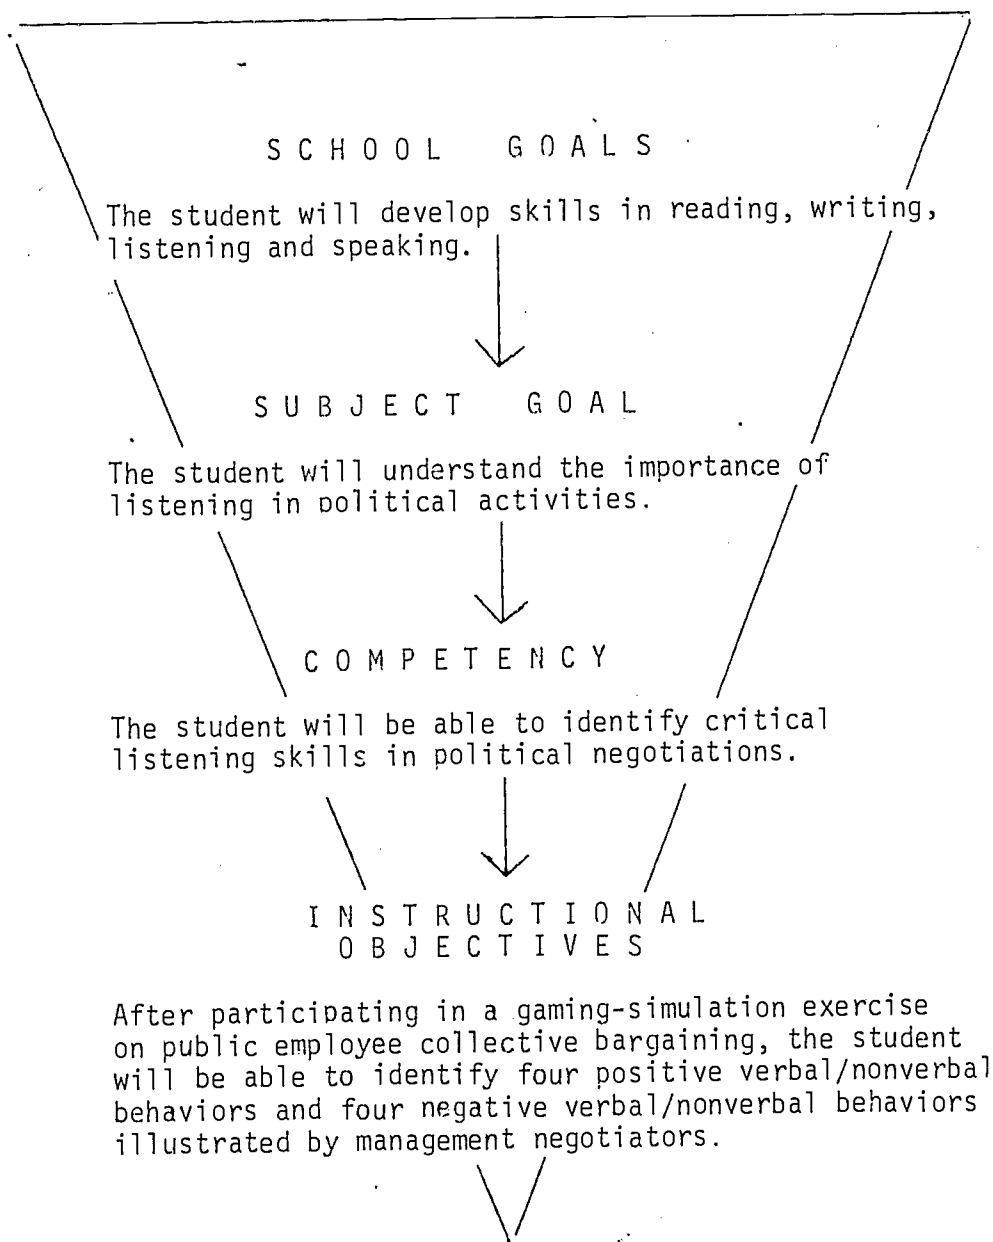 SCHOOL GOALS
The student will develop skills in reading, writing,
listening and speaking.
SUBJECT GOAL
The student will understand the importance of
listening in political activities.
COMPETENCY
The student will be able to identify critical
listening skills in political negotiations.
INSTRUCTIONAL
OBJECTIVES
After participating in a gaming-simulation exercise
on public employee collective bargaining, the student
will be able to identify four positive verbal/nonverbal
behaviors and four negative verbal/nonverbal behaviors
illustrated by management negotiators.